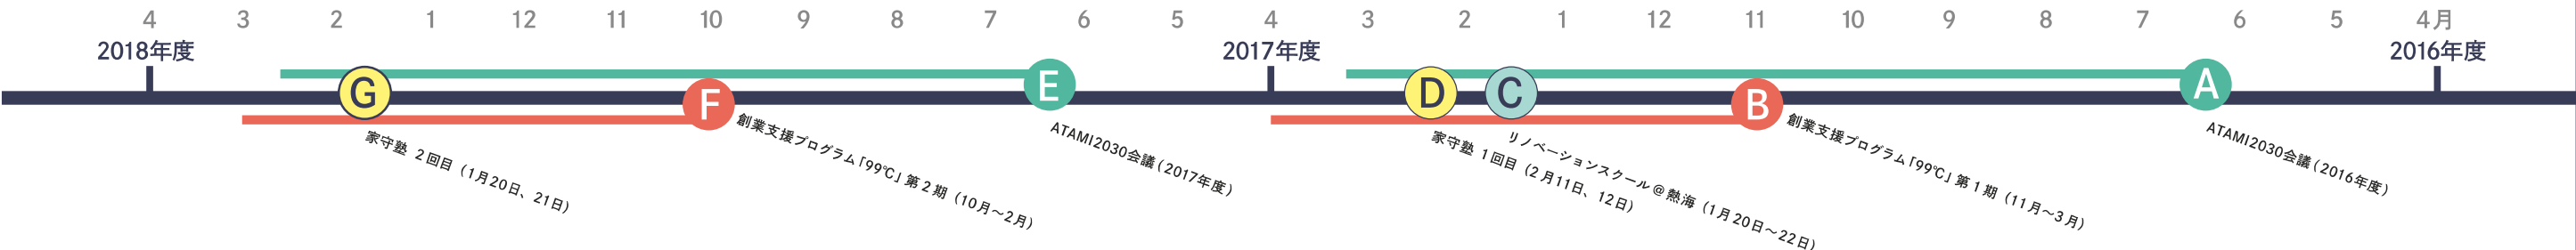 4 3 2 1 12 11 10 9 8 7 6 5 4 3 2 1 12 11 10 9 8 7 6 5 4月
2018年度 2017年度 2016年度
G F E D C B A
家守塾 2回目（1月20日、21日）
創業支援プログラム「99℃」第2期（10月〜2月）
ATAMI2030会議（2017年度）
家守塾 1回目（2月11日、12日）
リノベーションスクール@熱海（1月20日〜22日）
創業支援プログラム「99℃」第1期（11月〜3月）
ATAMI2030会議（2016年度）